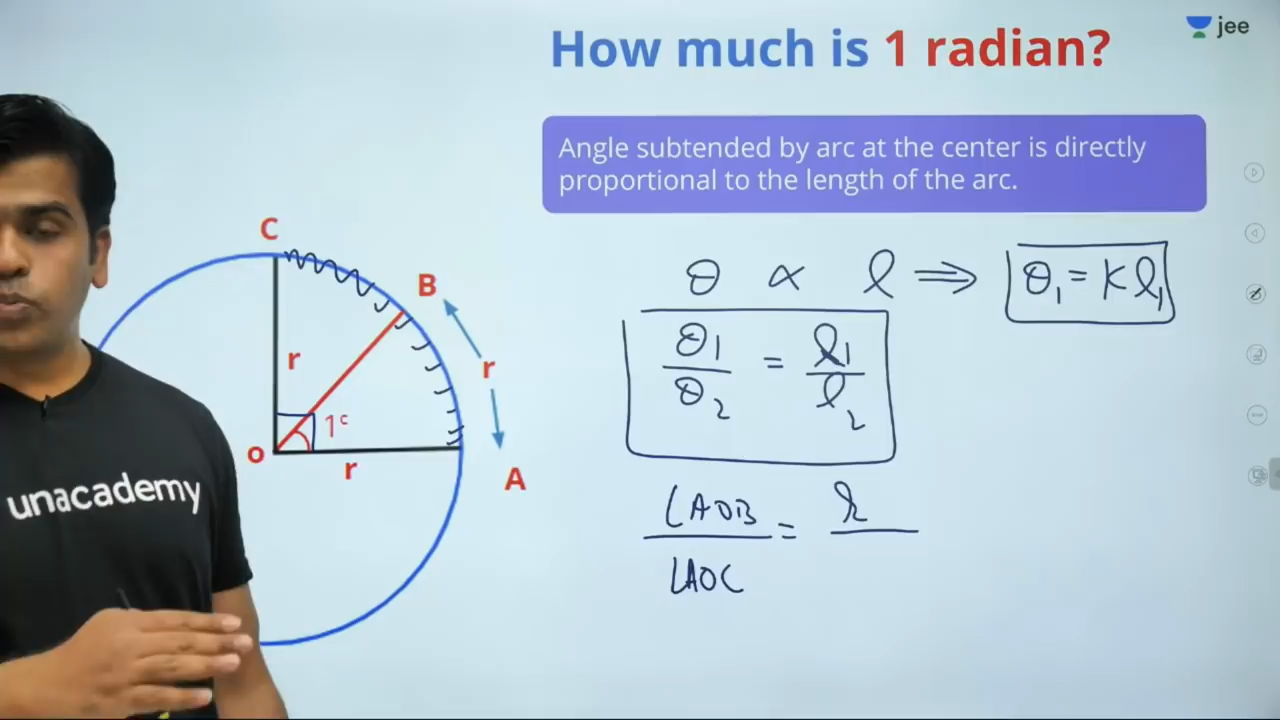 How much is 1 radian?
jee
Angle subtended by arc at the center is directly
proportional to the length of the arc.
θ ∝ l ⇒ θ₁ = K l₁
θ₁/θ₂ = l₁/l₂
∠AOB/∠AOC = r/
C
B
r
r
1ᶜ
O
r
A
unacademy